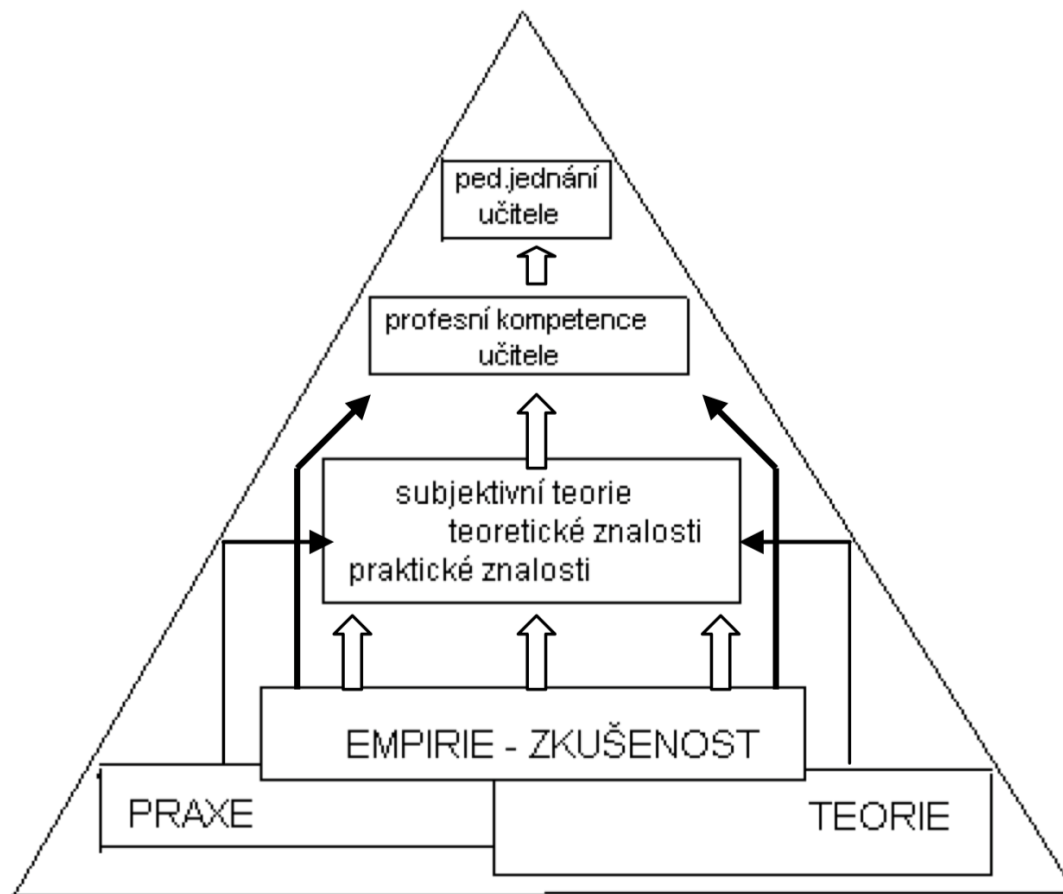 ped.jednání
učitele
profesní kompetence
učitele
subjektivní teorie
teoretické znalosti
praktické znalosti
EMPIRIE - ZKUŠENOST
PRAXE
TEORIE